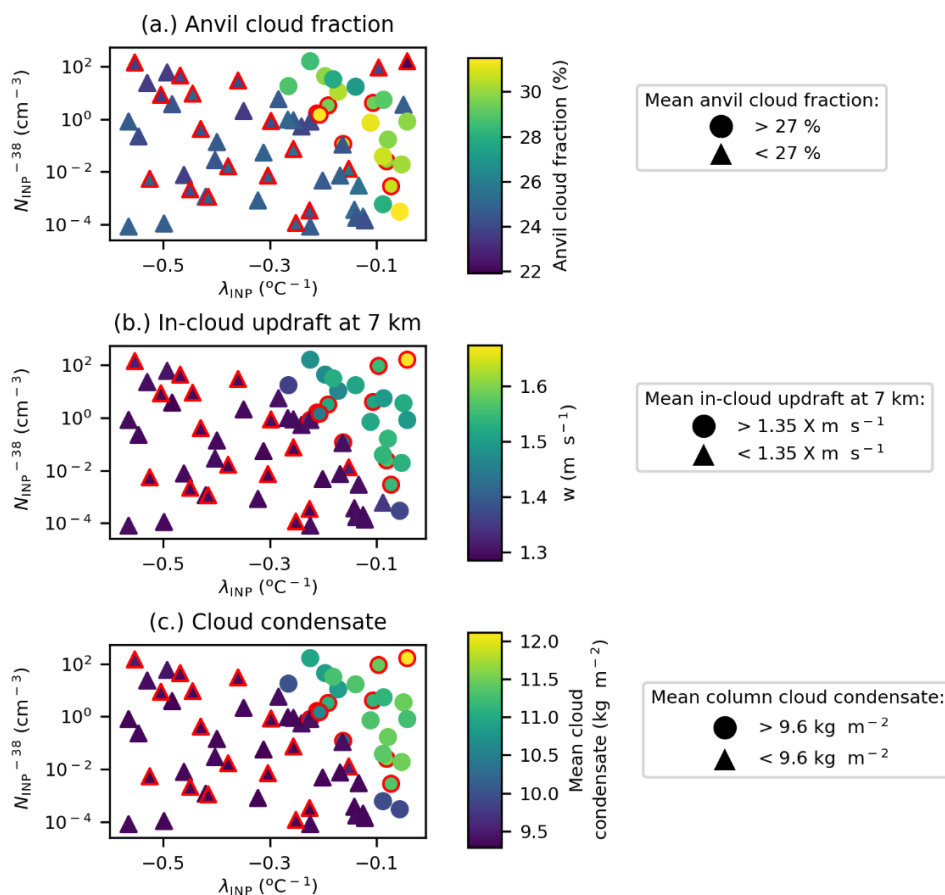 (a.) Anvil cloud fraction
10²
10⁰
10⁻²
10⁻⁴
N_INP⁻³⁸ (cm⁻³)
−0.5 −0.3 −0.1
λ_INP (ºC⁻¹)
30
28
26
24
22
Anvil cloud fraction (%)
Mean anvil cloud fraction:
> 27 %
< 27 %
(b.) In-cloud updraft at 7 km
10²
10⁰
10⁻²
10⁻⁴
N_INP⁻³⁸ (cm⁻³)
−0.5 −0.3 −0.1
λ_INP (ºC⁻¹)
1.6
1.5
1.4
1.3
w (m s⁻¹)
Mean in-cloud updraft at 7 km:
> 1.35 X m s⁻¹
< 1.35 X m s⁻¹
(c.) Cloud condensate
10²
10⁰
10⁻²
10⁻⁴
N_INP⁻³⁸ (cm⁻³)
−0.5 −0.3 −0.1
λ_INP (ºC⁻¹)
12.0
11.5
11.0
10.5
10.0
9.5
Mean cloud
condensate (kg m⁻²)
Mean column cloud condensate:
> 9.6 kg m⁻²
< 9.6 kg m⁻²